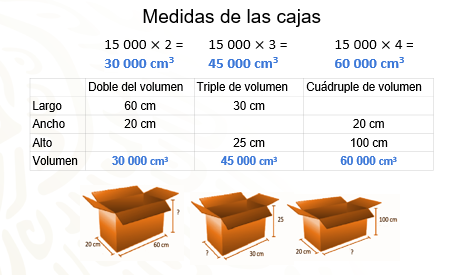 Medidas de las cajas
15 000 × 2 = 15 000 × 3 = 15 000 × 4 =
30 000 cm³ 45 000 cm³ 60 000 cm³
Doble del volumen Triple de volumen Cuádruple de volumen
Largo 60 cm 30 cm
Ancho 20 cm 20 cm
Alto 25 cm 100 cm
Volumen 30 000 cm³ 45 000 cm³ 60 000 cm³
? 25 100 cm
20 cm 60 cm ? 30 cm 20 cm ?